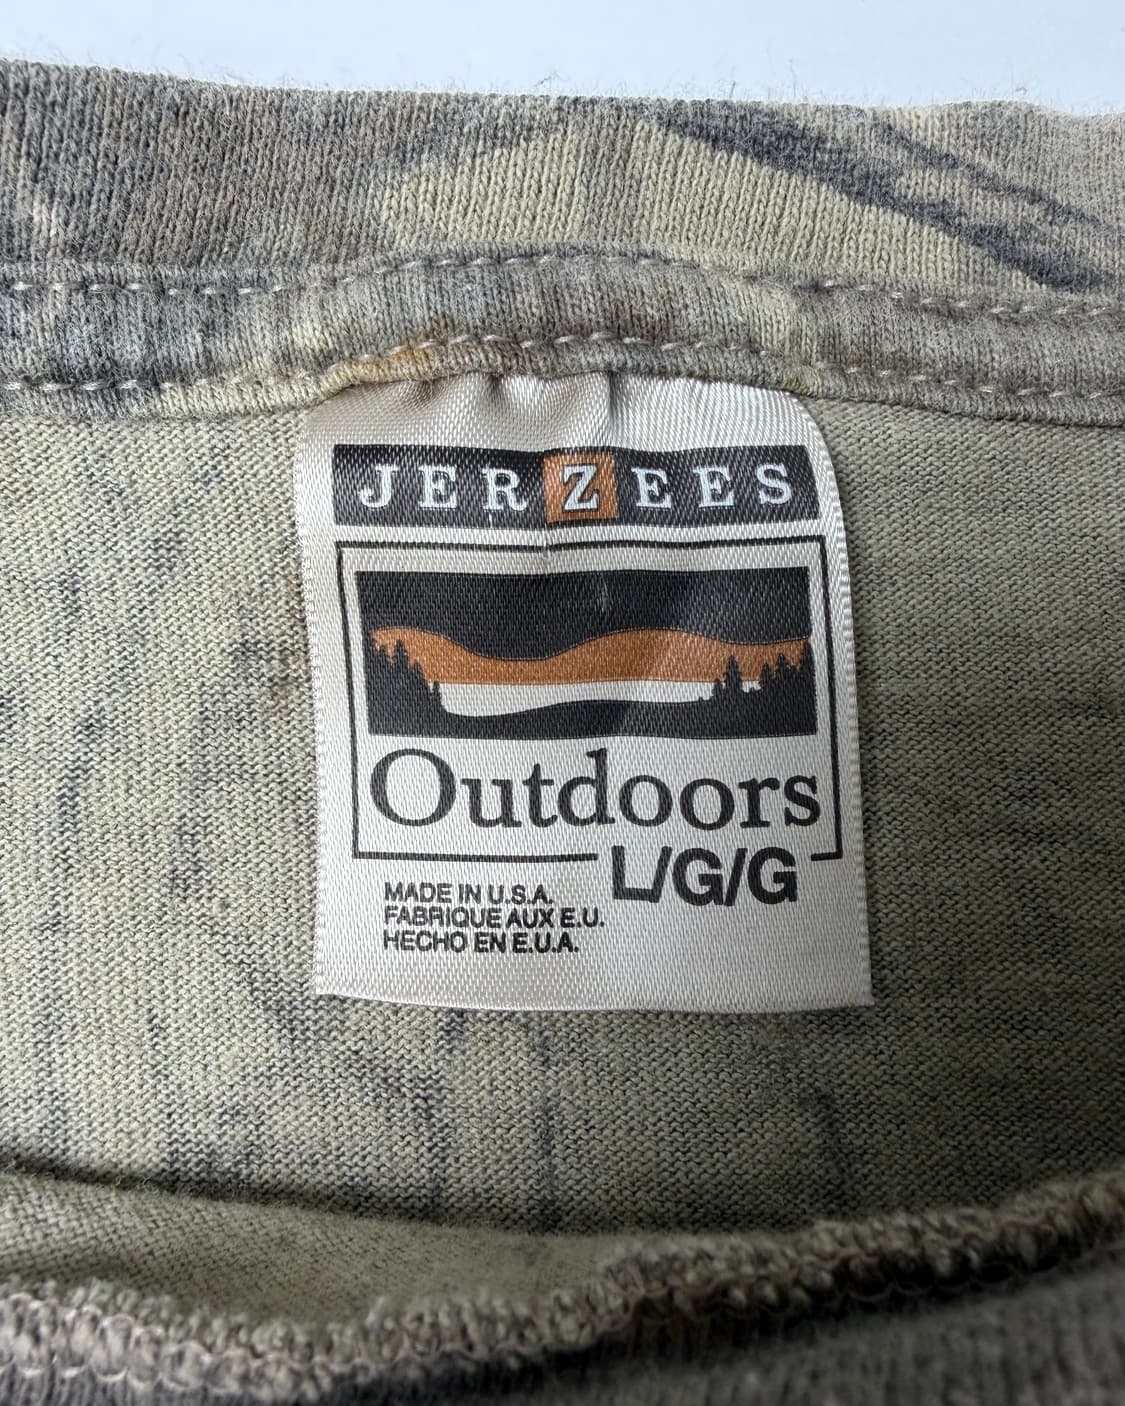 JERZEES
Outdoors
L/G/G
MADE IN U.S.A.
FABRIQUE AUX E.U.
HECHO EN E.U.A.